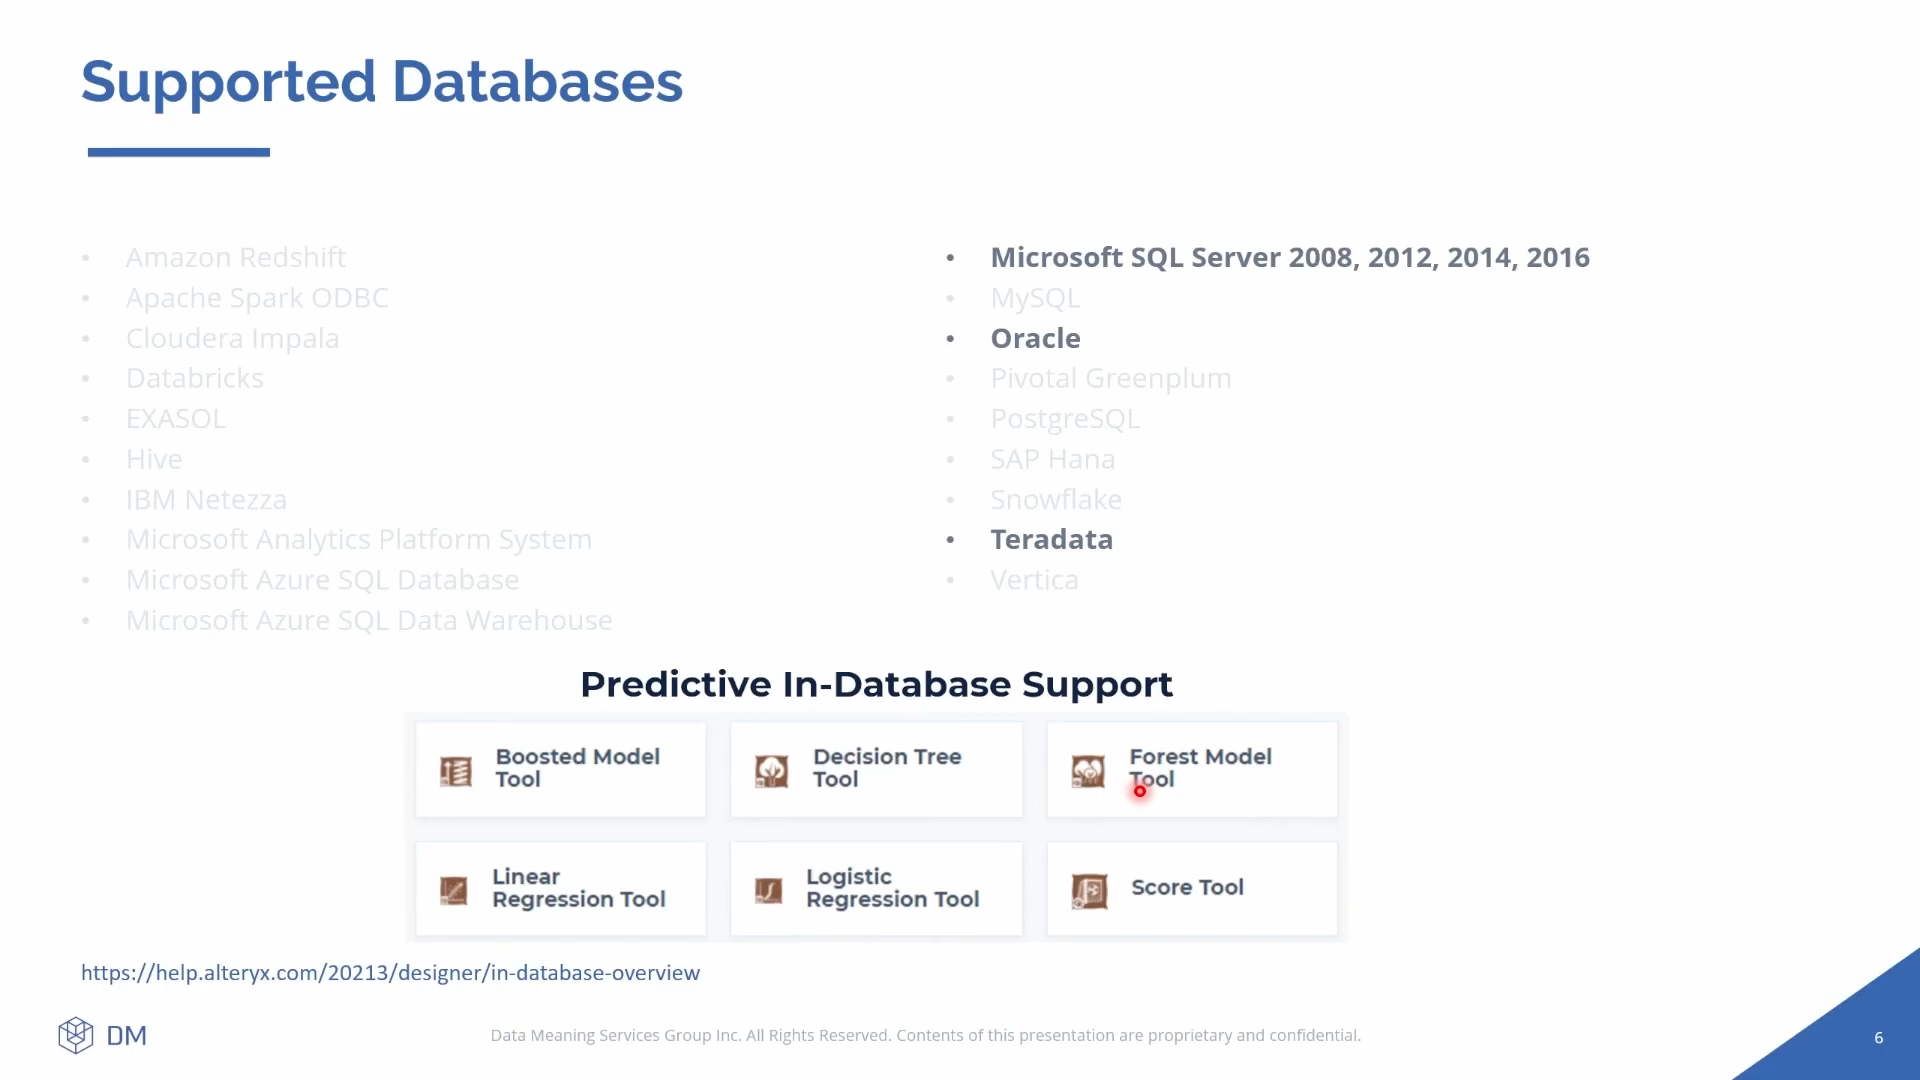 Supported Databases
• Amazon Redshift
• Apache Spark ODBC
• Cloudera Impala
• Databricks
• EXASOL
• Hive
• IBM Netezza
• Microsoft Analytics Platform System
• Microsoft Azure SQL Database
• Microsoft Azure SQL Data Warehouse
• Microsoft SQL Server 2008, 2012, 2014, 2016
• MySQL
• Oracle
• Pivotal Greenplum
• PostgreSQL
• SAP Hana
• Snowflake
• Teradata
• Vertica
Predictive In-Database Support
Boosted Model
Tool
Decision Tree
Tool
Forest Model
Tool
Linear
Regression Tool
Logistic
Regression Tool
Score Tool
https://help.alteryx.com/20213/designer/in-database-overview
DM
Data Meaning Services Group Inc. All Rights Reserved. Contents of this presentation are proprietary and confidential.
6